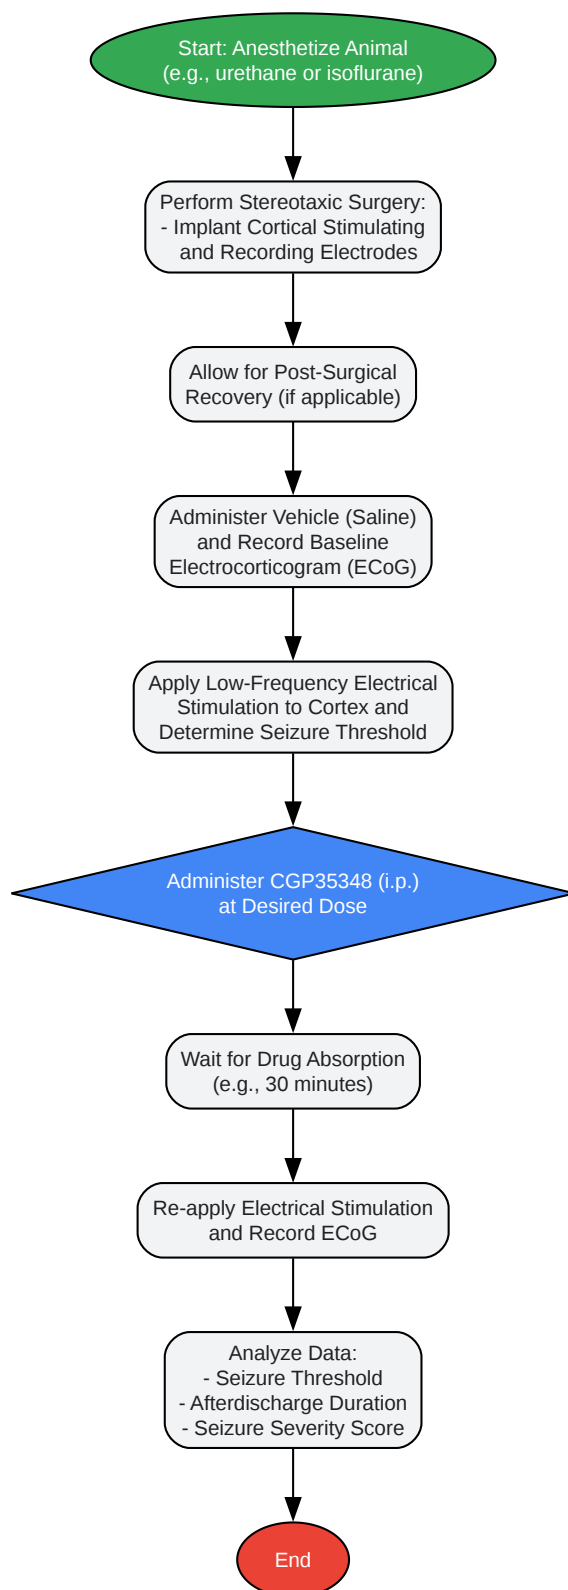 Start: Anesthetize Animal
(e.g., urethane or isoflurane)
Perform Stereotaxic Surgery:
- Implant Cortical Stimulating
and Recording Electrodes
Allow for Post-Surgical
Recovery (if applicable)
Administer Vehicle (Saline)
and Record Baseline
Electrocorticogram (ECoG)
Apply Low-Frequency Electrical
Stimulation to Cortex and
Determine Seizure Threshold
Administer CGP35348 (i.p.)
at Desired Dose
Wait for Drug Absorption
(e.g., 30 minutes)
Re-apply Electrical Stimulation
and Record ECoG
Analyze Data:
- Seizure Threshold
- Afterdischarge Duration
- Seizure Severity Score
End